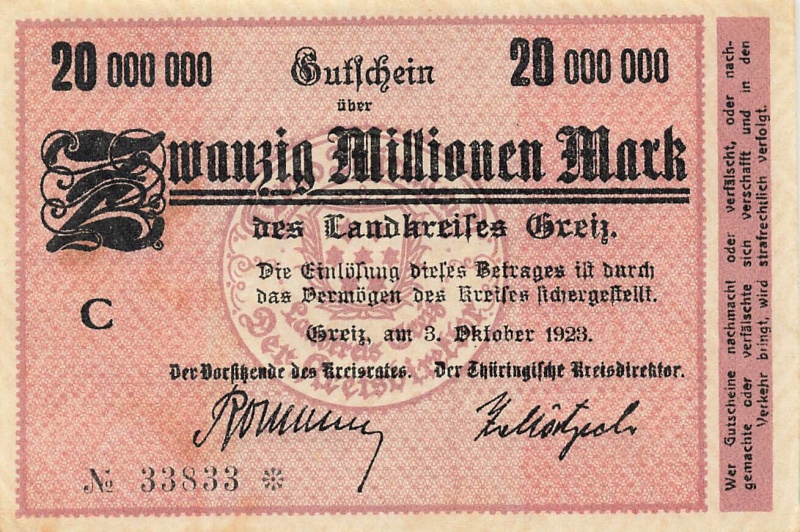 20 000 000 Gutschein 20 000 000
über
Zwanzig Millionen Mark
des Landkreises Greiz.
Die Einlösung dieses Betrages ist durch
das Vermögen des Kreises sichergestellt.
C
Greiz, am 3. Oktober 1923.
Der Vorsitzende des Kreisrates. Der Thüringische Kreisdirektor.
№ 33833 ※
Wer Gutscheine nachmacht oder verfälscht, oder nach-
gemachte oder verfälschte sich verschafft und in den
Verkehr bringt, wird strafrechtlich verfolgt.